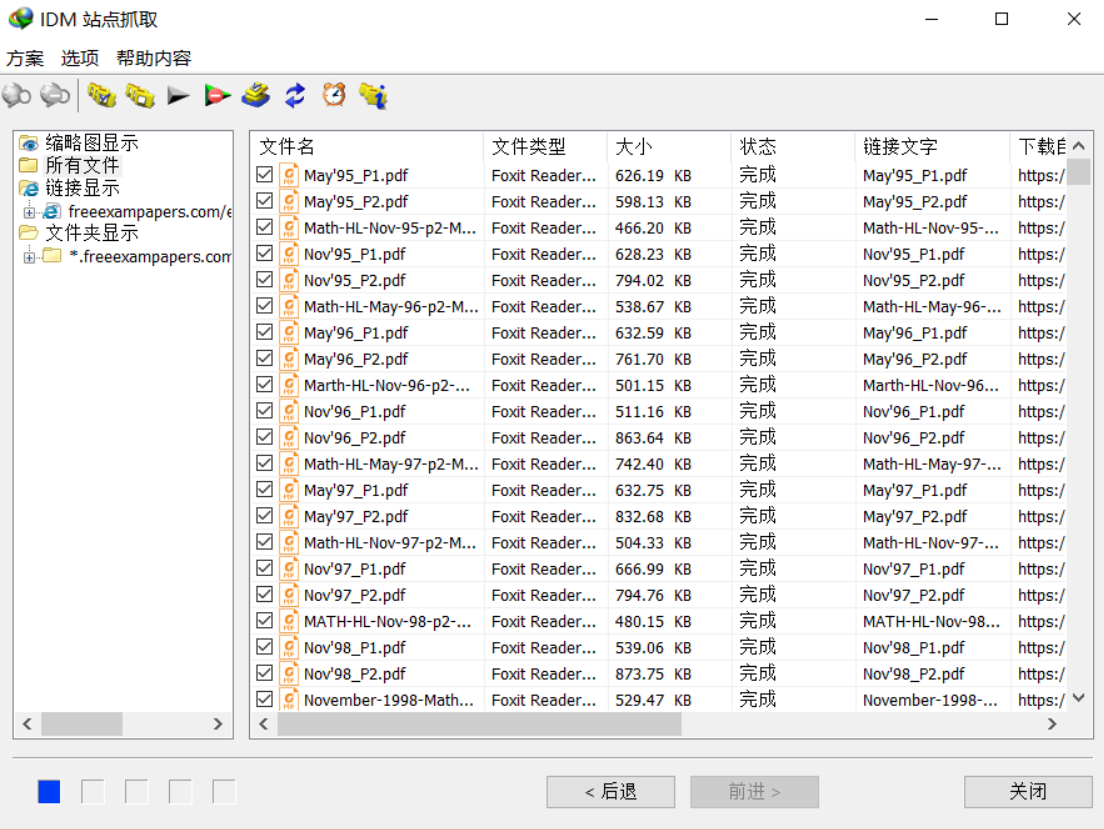 IDM 站点抓取
方案 选项 帮助内容
缩略图显示
所有文件
链接显示
freeexampapers.com/e
文件夹显示
*.freeexampapers.com
文件名 文件类型 大小 状态 链接文字 下载自
May'95_P1.pdf Foxit Reader... 626.19 KB 完成 May'95_P1.pdf https:/
May'95_P2.pdf Foxit Reader... 598.13 KB 完成 May'95_P2.pdf https:/
Math-HL-Nov-95-p2-M... Foxit Reader... 466.20 KB 完成 Math-HL-Nov-95-... https:/
Nov'95_P1.pdf Foxit Reader... 628.23 KB 完成 Nov'95_P1.pdf https:/
Nov'95_P2.pdf Foxit Reader... 794.02 KB 完成 Nov'95_P2.pdf https:/
Math-HL-May-96-p2-M... Foxit Reader... 538.67 KB 完成 Math-HL-May-96-... https:/
May'96_P1.pdf Foxit Reader... 632.59 KB 完成 May'96_P1.pdf https:/
May'96_P2.pdf Foxit Reader... 761.70 KB 完成 May'96_P2.pdf https:/
Marth-HL-Nov-96-p2-... Foxit Reader... 501.15 KB 完成 Marth-HL-Nov-96... https:/
Nov'96_P1.pdf Foxit Reader... 511.16 KB 完成 Nov'96_P1.pdf https:/
Nov'96_P2.pdf Foxit Reader... 863.64 KB 完成 Nov'96_P2.pdf https:/
Math-HL-May-97-p2-M... Foxit Reader... 742.40 KB 完成 Math-HL-May-97-... https:/
May'97_P1.pdf Foxit Reader... 632.75 KB 完成 May'97_P1.pdf https:/
May'97_P2.pdf Foxit Reader... 832.68 KB 完成 May'97_P2.pdf https:/
Math-HL-Nov-97-p2-M... Foxit Reader... 504.33 KB 完成 Math-HL-Nov-97-... https:/
Nov'97_P1.pdf Foxit Reader... 666.99 KB 完成 Nov'97_P1.pdf https:/
Nov'97_P2.pdf Foxit Reader... 794.76 KB 完成 Nov'97_P2.pdf https:/
MATH-HL-Nov-98-p2-... Foxit Reader... 480.15 KB 完成 MATH-HL-Nov-98... https:/
Nov'98_P1.pdf Foxit Reader... 539.06 KB 完成 Nov'98_P1.pdf https:/
Nov'98_P2.pdf Foxit Reader... 873.75 KB 完成 Nov'98_P2.pdf https:/
November-1998-Math... Foxit Reader... 529.47 KB 完成 November-1998-... https:/
< 后退 前进 > 关闭